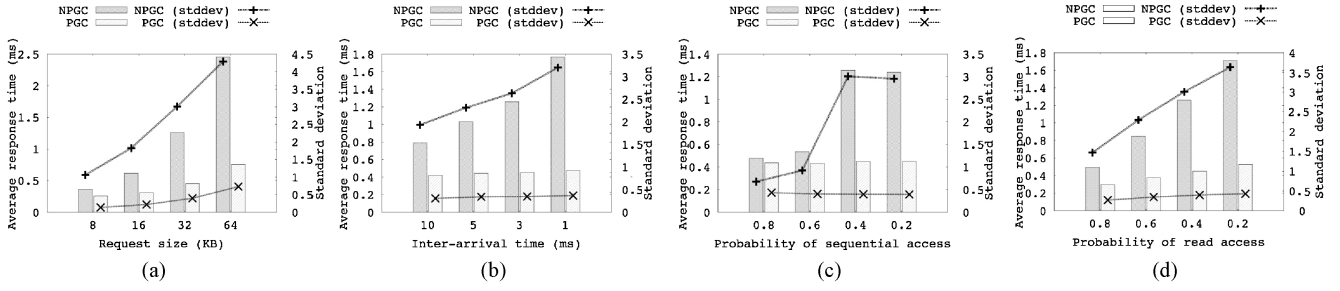 NPGC NPGC (stddev)
PGC PGC (stddev)
Average response time (ms)
2.5
2
1.5
1
0.5
0
4.5
4
3.5
3
2.5
2
1.5
1
0.5
0
Standard deviation
8 16 32 64
Request size (KB)
(a)
NPGC NPGC (stddev)
PGC PGC (stddev)
Average response time (ms)
1.8
1.6
1.4
1.2
1
0.8
0.6
0.4
0.2
0
3.5
3
2.5
2
1.5
1
0.5
0
Standard deviation
10 5 3 1
Inter-arrival time (ms)
(b)
NPGC NPGC (stddev)
PGC PGC (stddev)
Average response time (ms)
1.4
1.2
1
0.8
0.6
0.4
0.2
0
3.5
3
2.5
2
1.5
1
0.5
0
Standard deviation
0.8 0.6 0.4 0.2
Probability of sequential access
(c)
NPGC NPGC (stddev)
PGC PGC (stddev)
Average response time (ms)
1.8
1.6
1.4
1.2
1
0.8
0.6
0.4
0.2
0
4
3.5
3
2.5
2
1.5
1
0.5
0
Standard deviation
0.8 0.6 0.4 0.2
Probability of read access
(d)